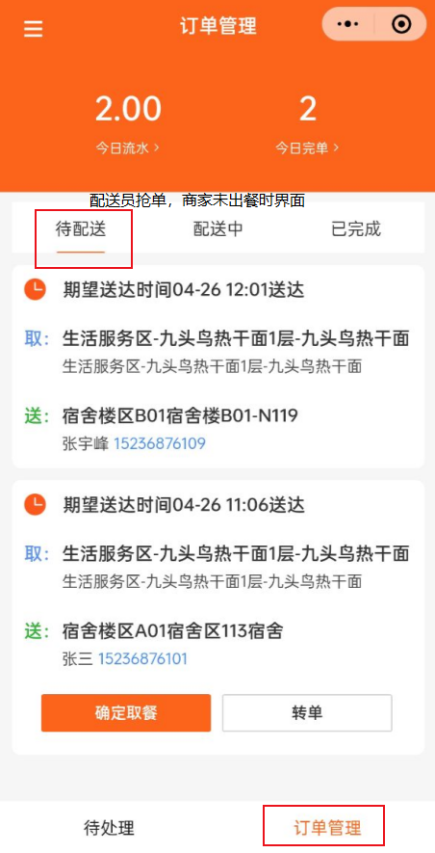 订单管理
2.00
2
今日流水 >
今日完单 >
配送员抢单，商家未出餐时界面
待配送
配送中
已完成
期望送达时间04-26 12:01送达
取：生活服务区-九头鸟热干面1层-九头鸟热干面
生活服务区-九头鸟热干面1层-九头鸟热干面
送：宿舍楼区B01宿舍楼B01-N119
张宇峰 15236876109
期望送达时间04-26 11:06送达
取：生活服务区-九头鸟热干面1层-九头鸟热干面
生活服务区-九头鸟热干面1层-九头鸟热干面
送：宿舍楼区A01宿舍区113宿舍
张三 15236876101
确定取餐
转单
待处理
订单管理